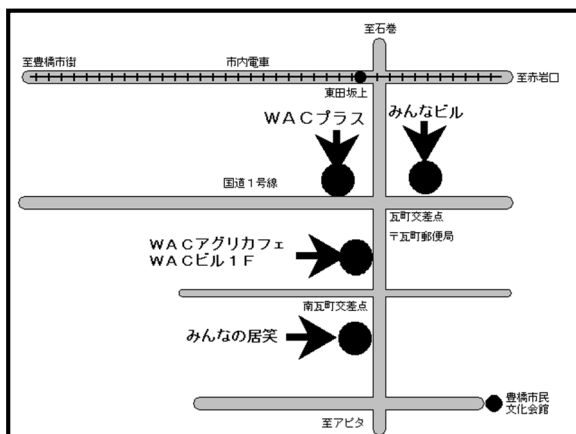 至石巻
至豊橋市街
市内電車
至赤岩口
東田坂上
WACプラス
みんなビル
国道1号線
瓦町交差点
〒瓦町郵便局
WACアグリカフェ
WACビル1F
南瓦町交差点
みんなの居笑
豊橋市民
文化会館
至アピタ